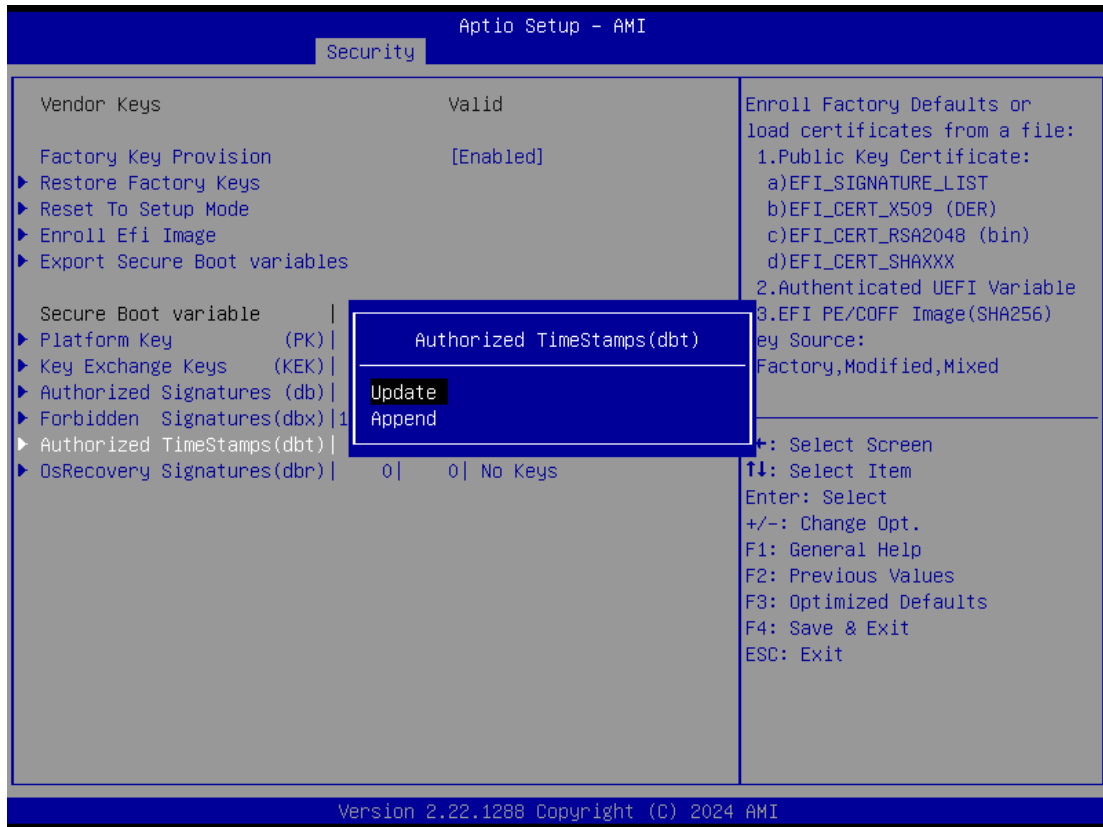 Aptio Setup – AMI
Security
Vendor Keys Valid
Factory Key Provision [Enabled]
▶ Restore Factory Keys
▶ Reset To Setup Mode
▶ Enroll Efi Image
▶ Export Secure Boot variables
Secure Boot variable |
▶ Platform Key (PK)|
▶ Key Exchange Keys (KEK)|
▶ Authorized Signatures (db)|
▶ Forbidden Signatures(dbx)|1
▶ Authorized TimeStamps(dbt)|
▶ OsRecovery Signatures(dbr)| 0| 0| No Keys
Authorized TimeStamps(dbt)
Update
Append
Enroll Factory Defaults or
load certificates from a file:
1.Public Key Certificate:
a)EFI_SIGNATURE_LIST
b)EFI_CERT_X509 (DER)
c)EFI_CERT_RSA2048 (bin)
d)EFI_CERT_SHAXXX
2.Authenticated UEFI Variable
3.EFI PE/COFF Image(SHA256)
ey Source:
Factory,Modified,Mixed
: Select Screen
↑↓: Select Item
Enter: Select
+/-: Change Opt.
F1: General Help
F2: Previous Values
F3: Optimized Defaults
F4: Save & Exit
ESC: Exit
Version 2.22.1288 Copyright (C) 2024 AMI